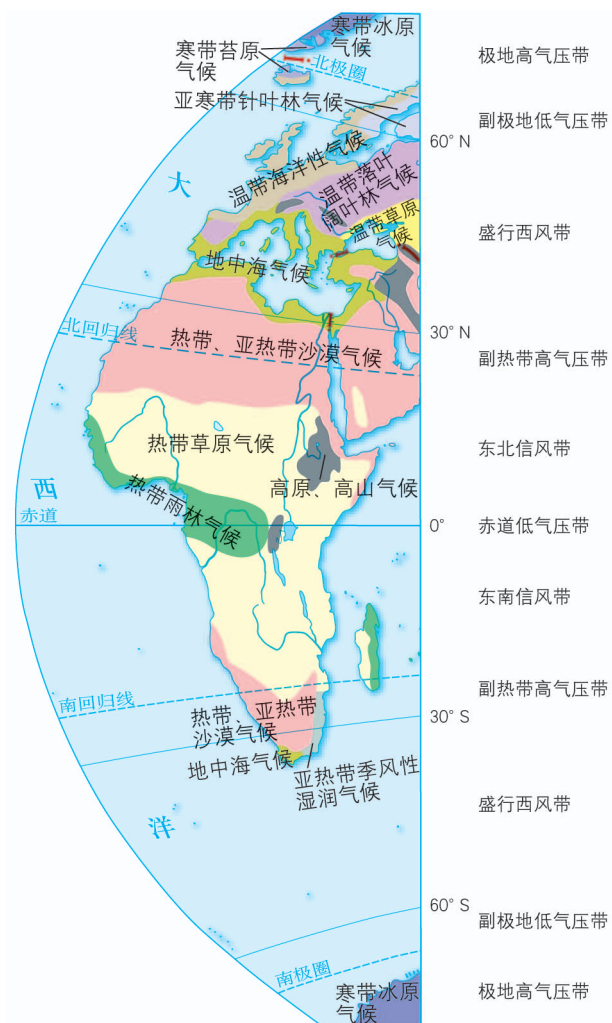 寒带冰原
气候
寒带苔原
气候
北极圈
极地高气压带
亚寒带针叶林气候
副极地低气压带
60° N
温带海洋性气候
温带落叶
阔叶林气候
大
温带草原
气候
盛行西风带
地中海气候
北回归线
30° N
热带、亚热带沙漠气候
副热带高气压带
热带草原气候
东北信风带
高原、高山气候
西
热带雨林气候
赤道
0°
赤道低气压带
东南信风带
南回归线
副热带高气压带
热带、亚热带
沙漠气候
30° S
地中海气候
亚热带季风性
湿润气候
洋
盛行西风带
60° S
副极地低气压带
南极圈
寒带冰原
气候
极地高气压带